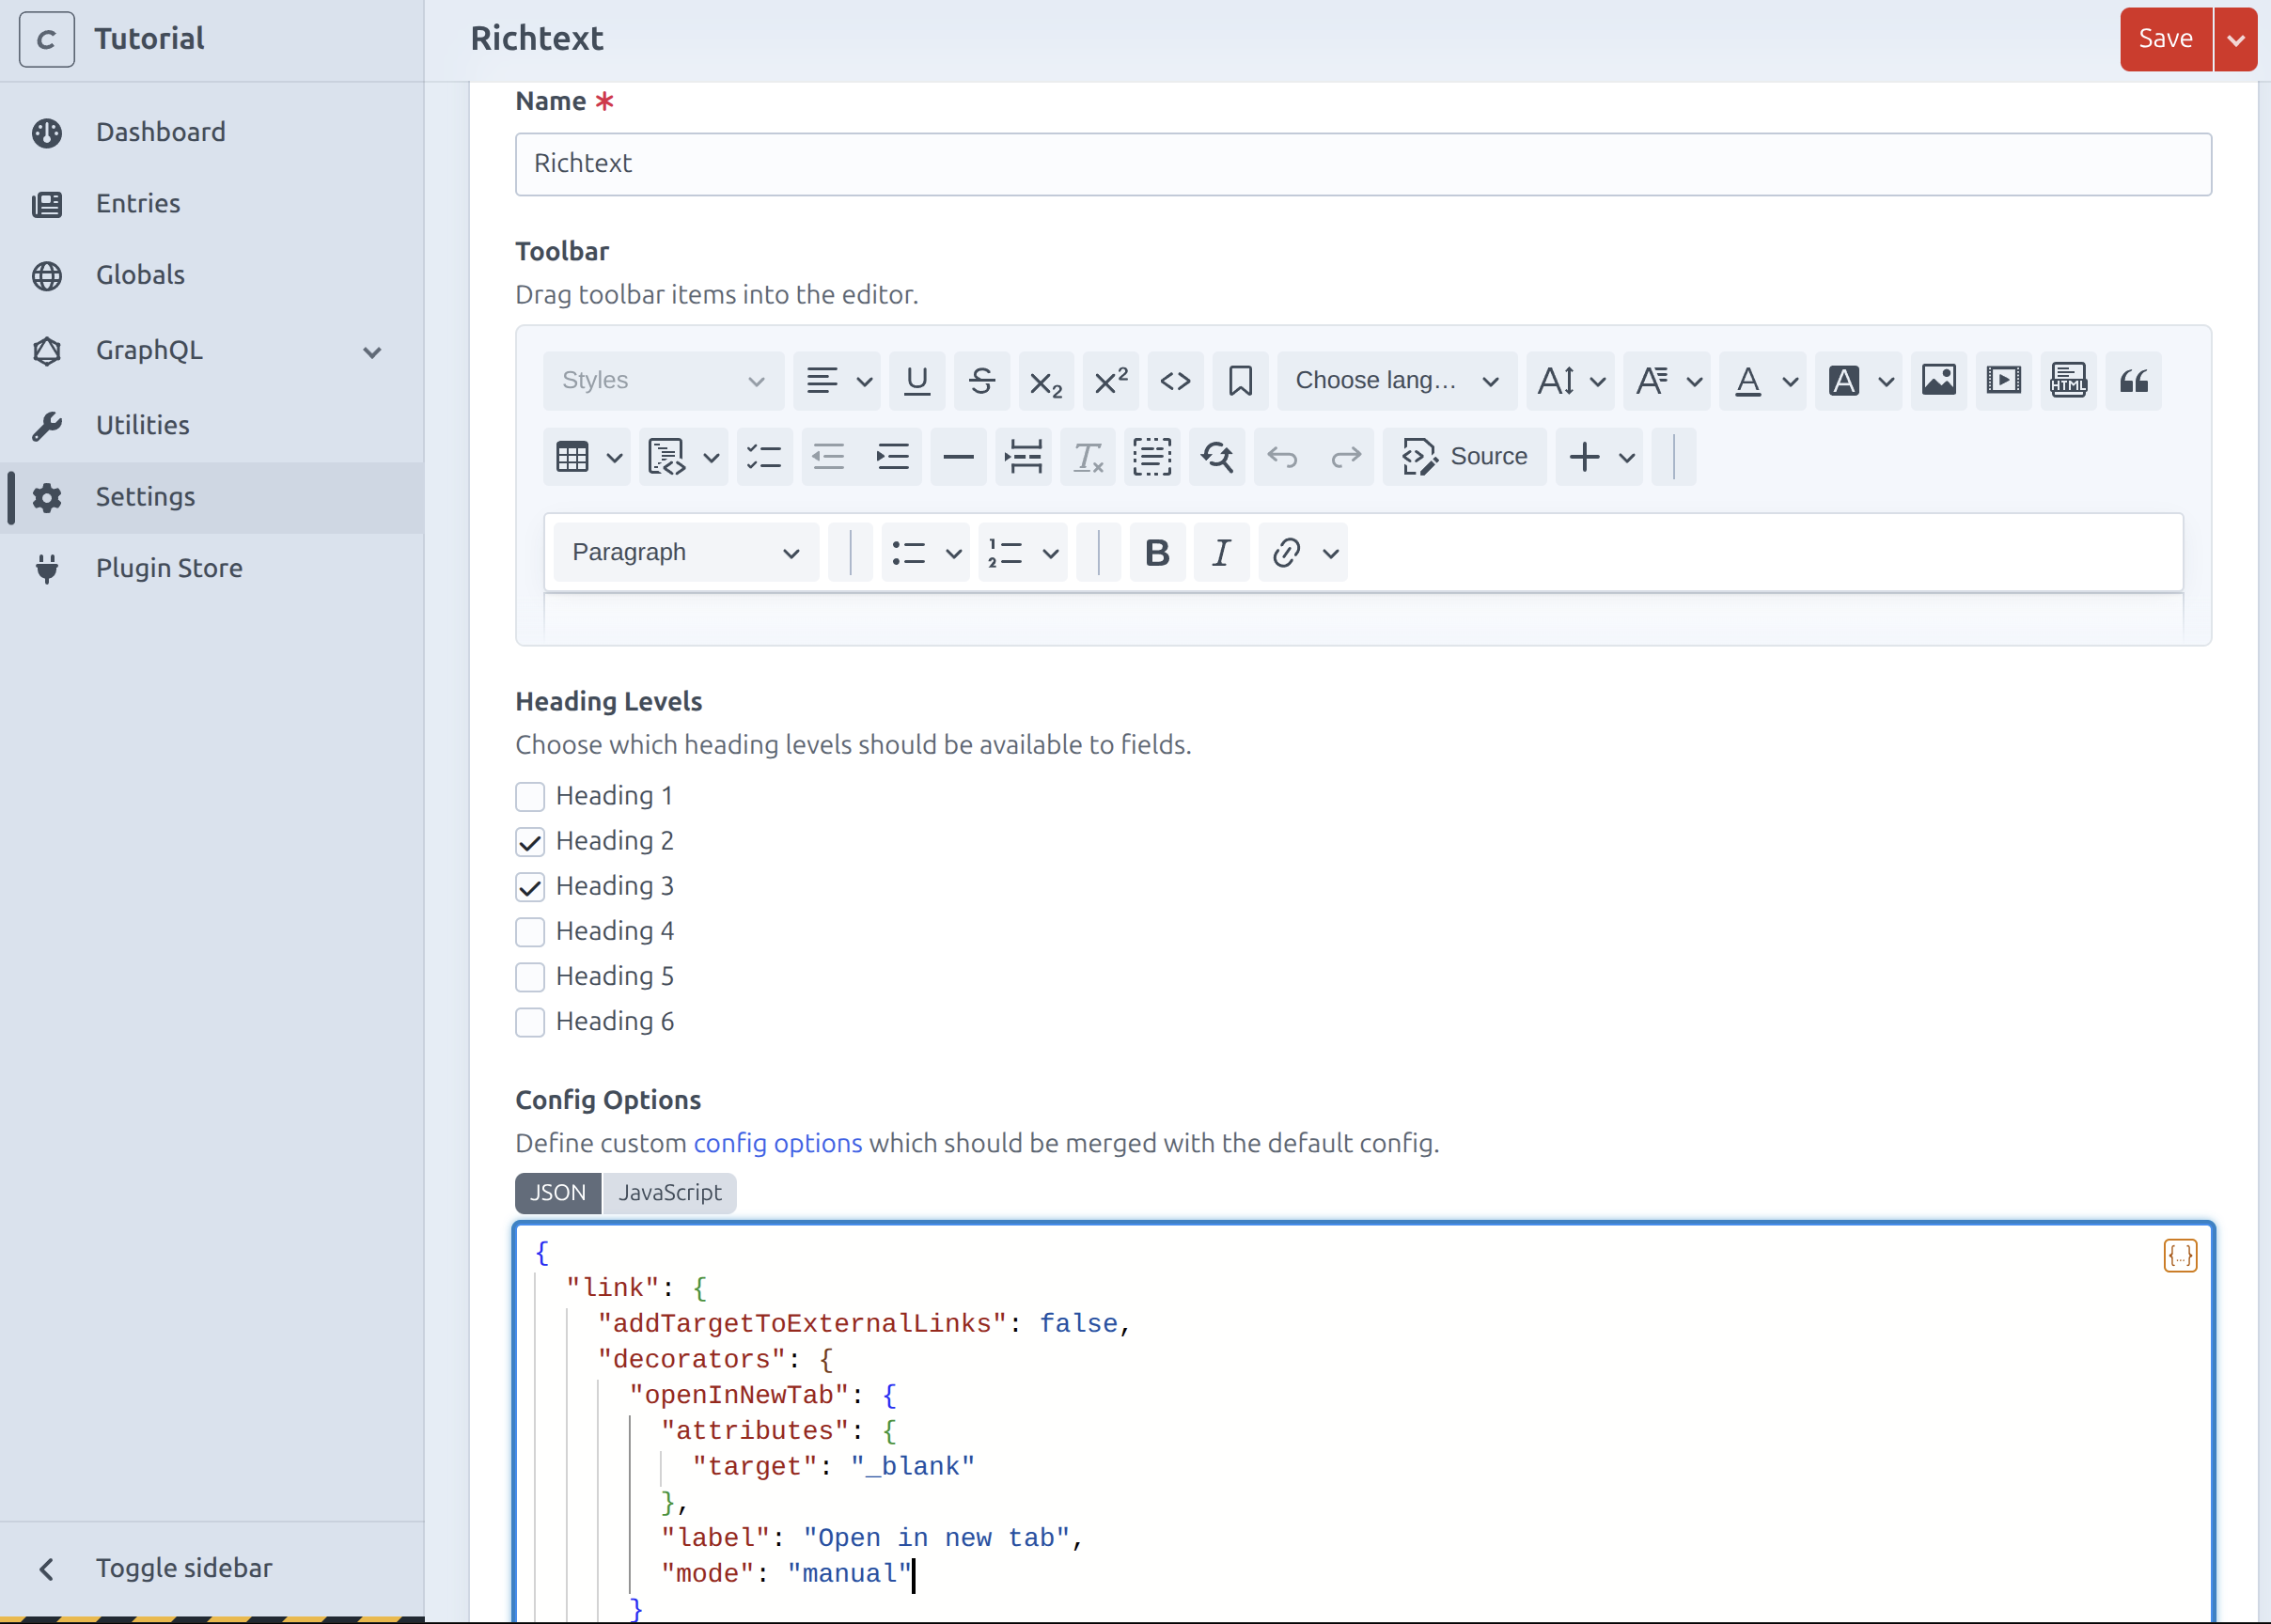 C Tutorial
Dashboard
Entries
Globals
GraphQL
Utilities
Settings
Plugin Store
Toggle sidebar
Richtext
Save
Name *
Richtext
Toolbar
Drag toolbar items into the editor.
Styles
Choose lang...
HTML
Source
Paragraph
B I
Heading Levels
Choose which heading levels should be available to fields.
Heading 1
Heading 2
Heading 3
Heading 4
Heading 5
Heading 6
Config Options
Define custom config options which should be merged with the default config.
JSON JavaScript
{...}
{
"link": {
"addTargetToExternalLinks": false,
"decorators": {
"openInNewTab": {
"attributes": {
"target": "_blank"
},
"label": "Open in new tab",
"mode": "manual"
}